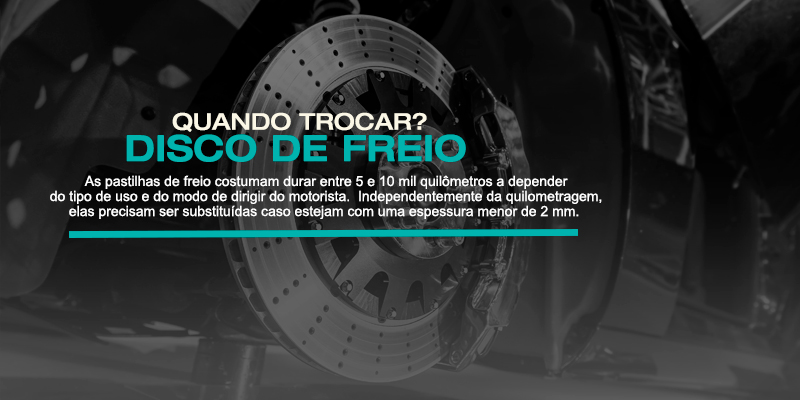 QUANDO TROCAR?
DISCO DE FREIO
As pastilhas de freio costumam durar entre 5 e 10 mil quilômetros a depender
do tipo de uso e do modo de dirigir do motorista. Independentemente da quilometragem,
elas precisam ser substituídas caso estejam com uma espessura menor de 2 mm.